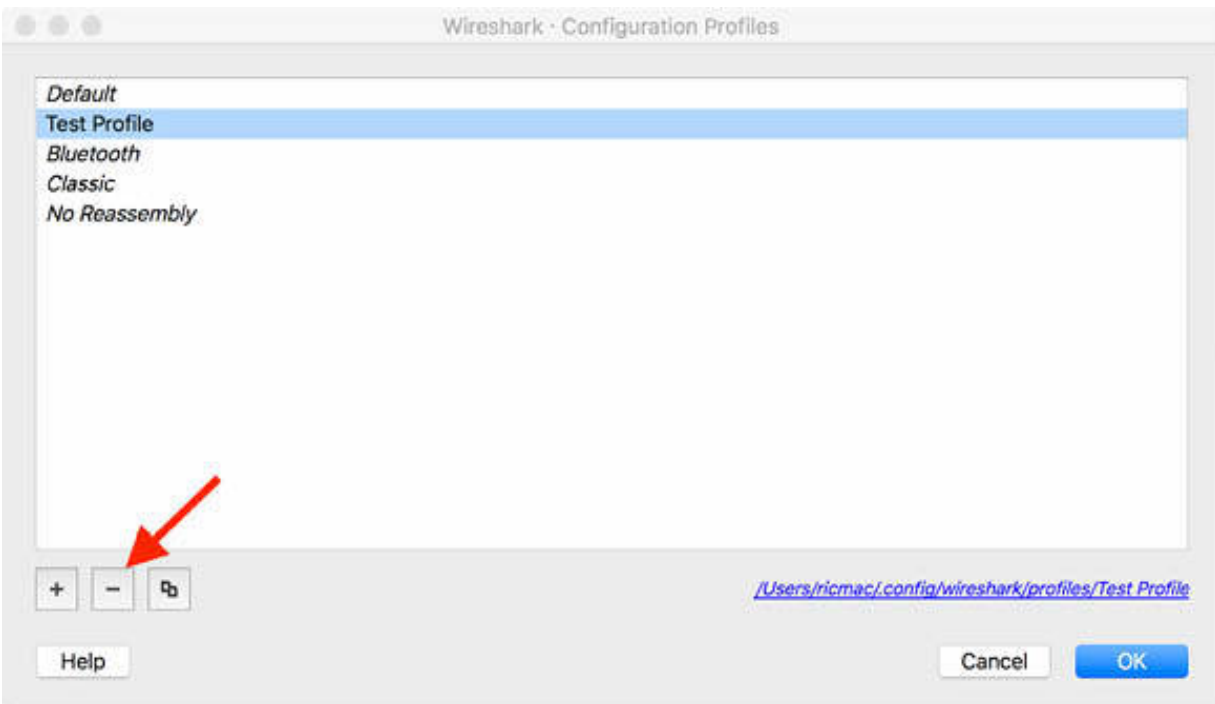 Wireshark · Configuration Profiles
Default
Test Profile
Bluetooth
Classic
No Reassembly
+ −
/Users/ricmac/.config/wireshark/profiles/Test Profile
Help Cancel OK